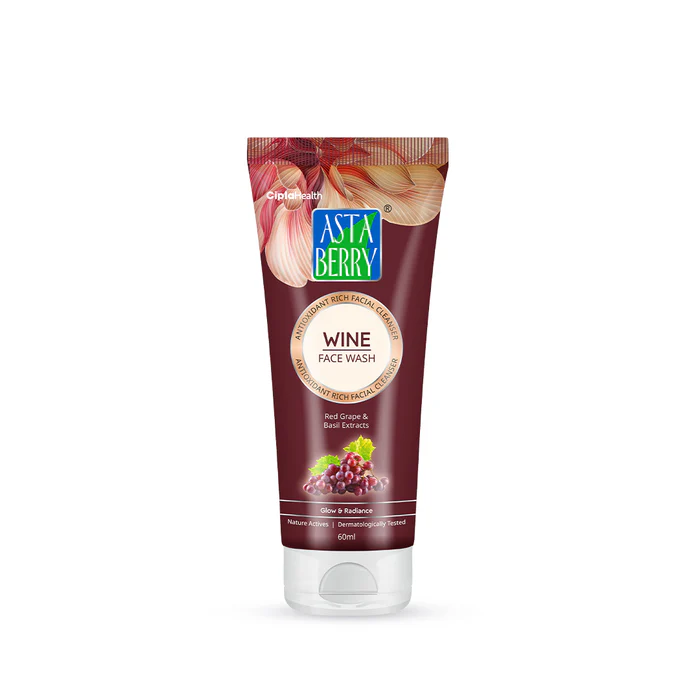 CiplaHealth
ASTA
BERRY
®
ANTIOXIDANT RICH FACIAL CLEANSER
WINE
FACE WASH
ANTIOXIDANT RICH FACIAL CLEANSER
Red Grape &
Basil Extracts
Glow & Radiance
Nature Actives | Dermatologically Tested
60ml